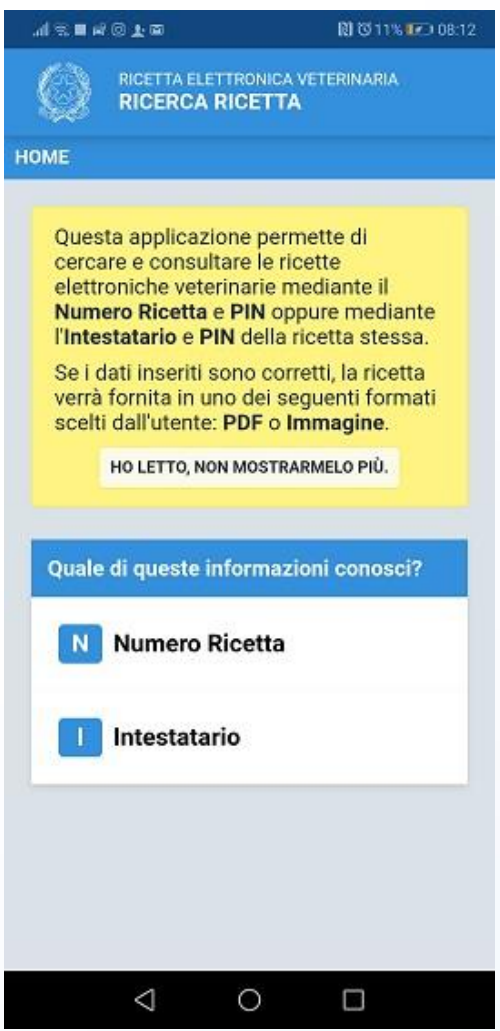 11% 08:12
RICETTA ELETTRONICA VETERINARIA
RICERCA RICETTA
HOME
Questa applicazione permette di
cercare e consultare le ricette
elettroniche veterinarie mediante il
Numero Ricetta e PIN oppure mediante
l'Intestatario e PIN della ricetta stessa.
Se i dati inseriti sono corretti, la ricetta
verrà fornita in uno dei seguenti formati
scelti dall'utente: PDF o Immagine.
HO LETTO, NON MOSTRARMELO PIÙ.
Quale di queste informazioni conosci?
N Numero Ricetta
I Intestatario